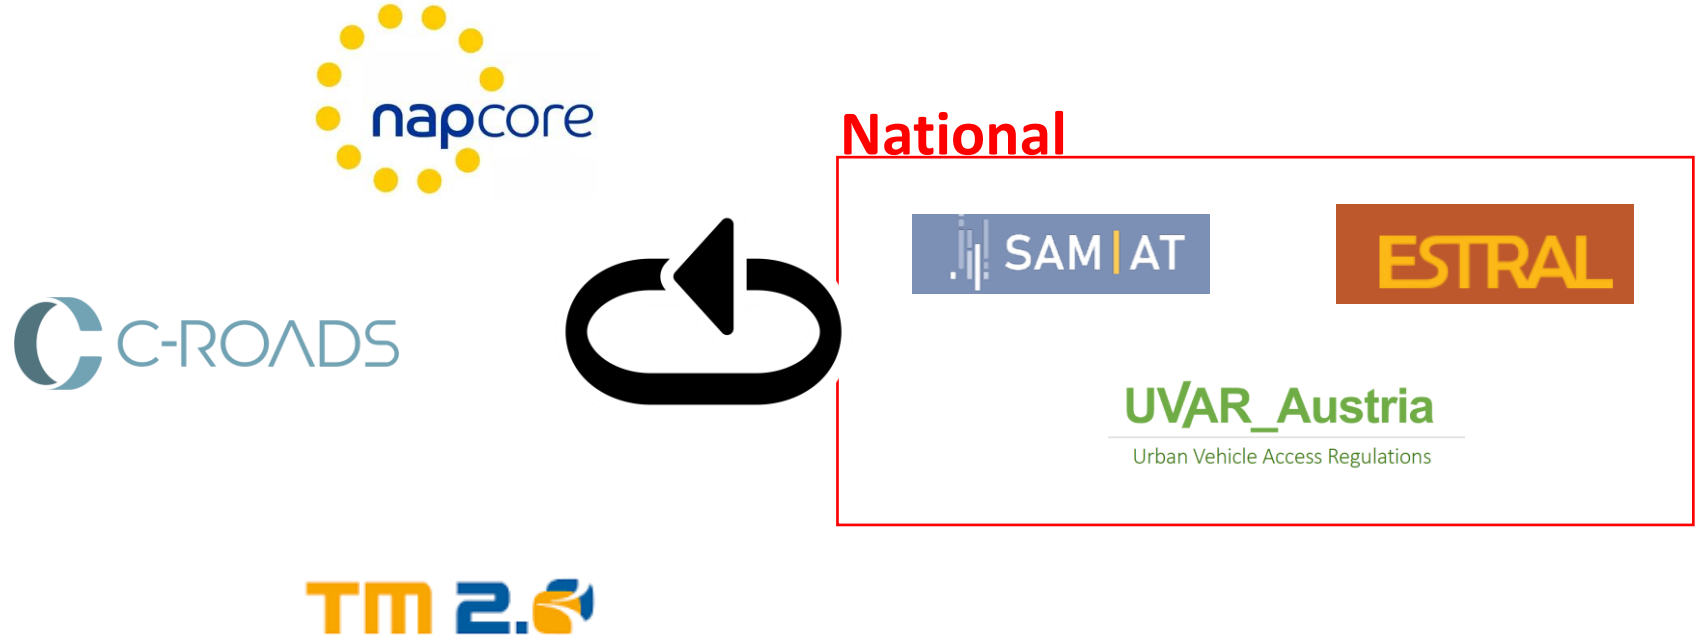 napcore
National
SAM|AT
ESTRAL
C-ROADS
UVAR_Austria
Urban Vehicle Access Regulations
TM 2.0